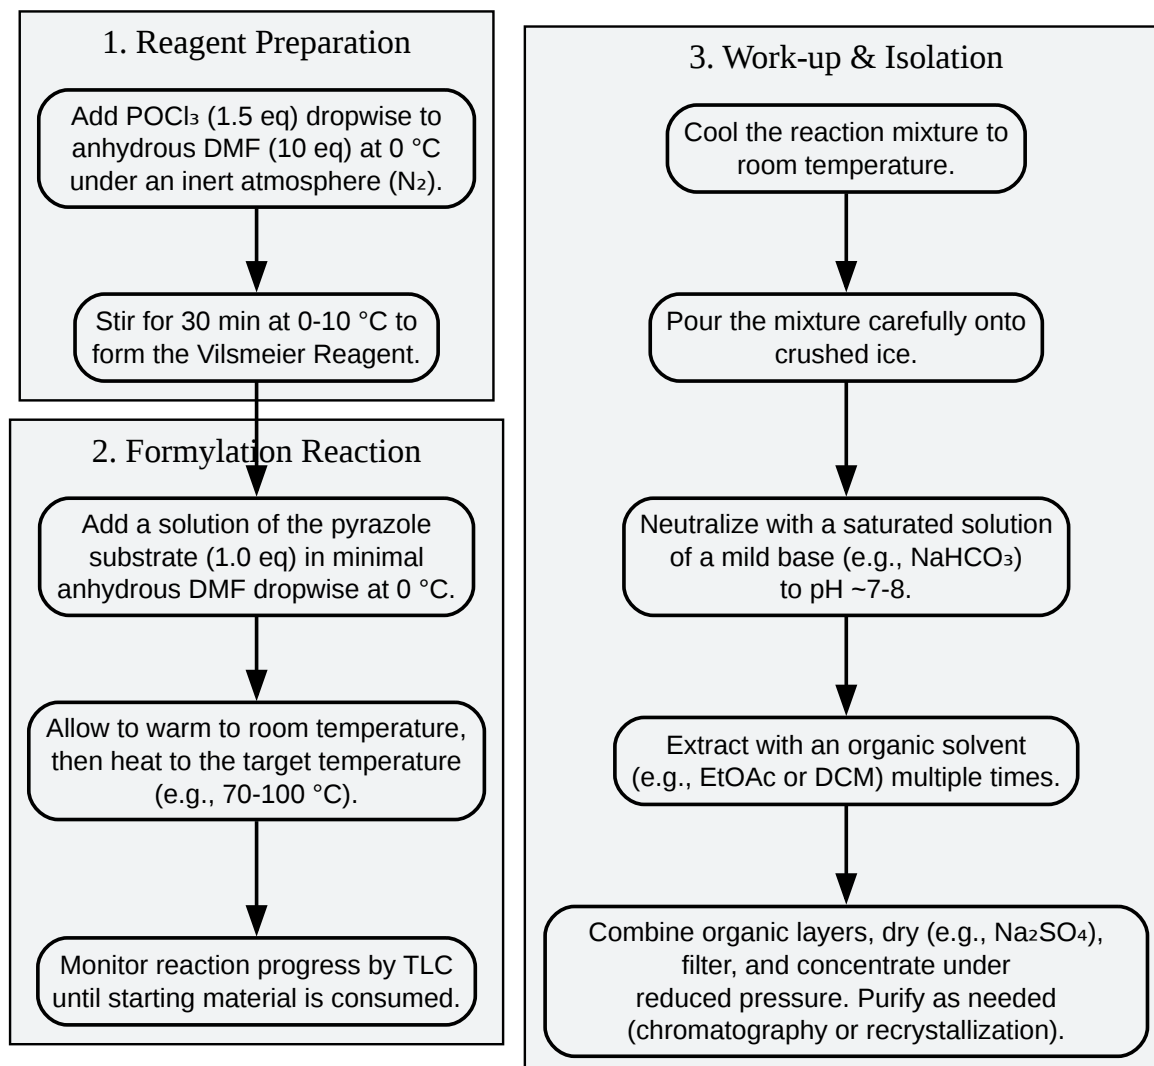 1. Reagent Preparation
Add POCl₃ (1.5 eq) dropwise to
anhydrous DMF (10 eq) at 0 °C
under an inert atmosphere (N₂).
Stir for 30 min at 0-10 °C to
form the Vilsmeier Reagent.
2. Formylation Reaction
Add a solution of the pyrazole
substrate (1.0 eq) in minimal
anhydrous DMF dropwise at 0 °C.
Allow to warm to room temperature,
then heat to the target temperature
(e.g., 70-100 °C).
Monitor reaction progress by TLC
until starting material is consumed.
3. Work-up & Isolation
Cool the reaction mixture to
room temperature.
Pour the mixture carefully onto
crushed ice.
Neutralize with a saturated solution
of a mild base (e.g., NaHCO₃)
to pH ~7-8.
Extract with an organic solvent
(e.g., EtOAc or DCM) multiple times.
Combine organic layers, dry (e.g., Na₂SO₄),
filter, and concentrate under
reduced pressure. Purify as needed
(chromatography or recrystallization).